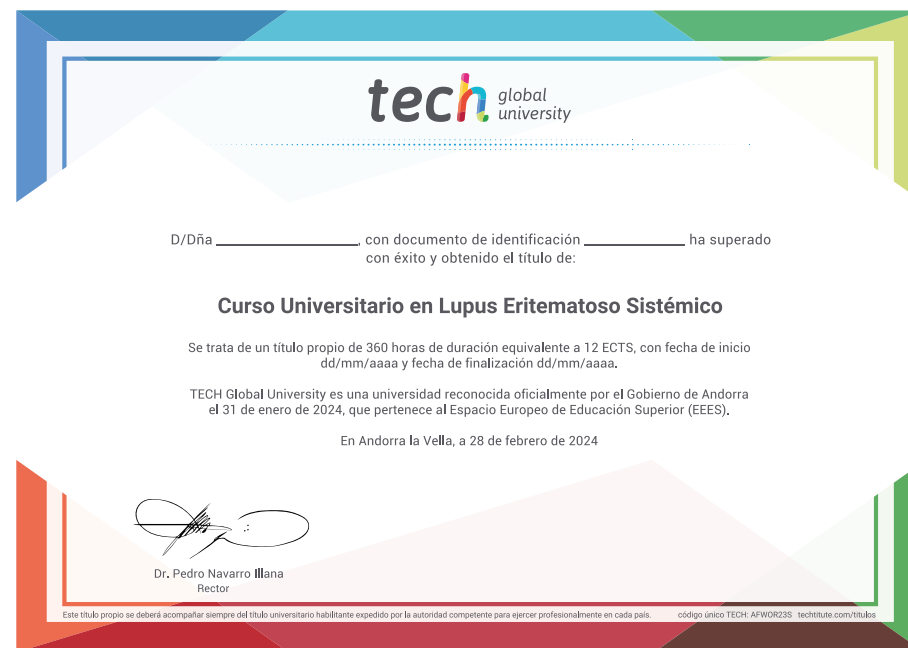 tech global university
D/Dña , con documento de identificación ha superado
con éxito y obtenido el título de:
Curso Universitario en Lupus Eritematoso Sistémico
Se trata de un título propio de 360 horas de duración equivalente a 12 ECTS, con fecha de inicio
dd/mm/aaaa y fecha de finalización dd/mm/aaaa.
TECH Global University es una universidad reconocida oficialmente por el Gobierno de Andorra
el 31 de enero de 2024, que pertenece al Espacio Europeo de Educación Superior (EEES).
En Andorra la Vella, a 28 de febrero de 2024
Dr. Pedro Navarro Illana
Rector
Este título propio se deberá acompañar siempre del título universitario habilitante expedido por la autoridad competente para ejercer profesionalmente en cada país. código único TECH: AFWOR23S techtitute.com/titulos